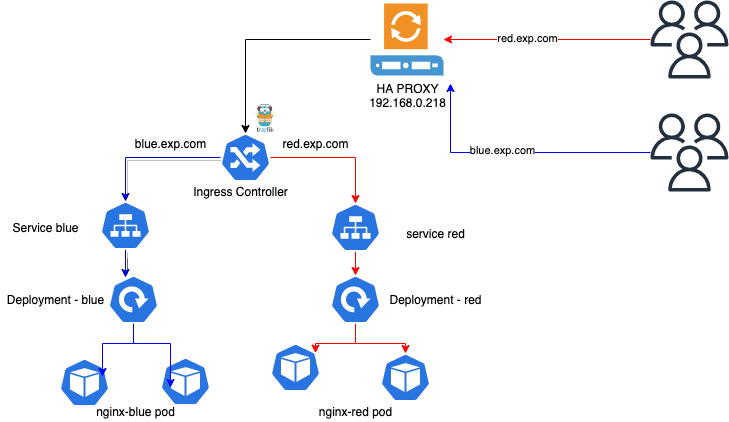 red.exp.com
HA PROXY
192.168.0.218
træfik
blue.exp.com
red.exp.com
blue.exp.com
Ingress Controller
Service blue
service red
Deployment - blue
Deployment - red
nginx-blue pod
nginx-red pod